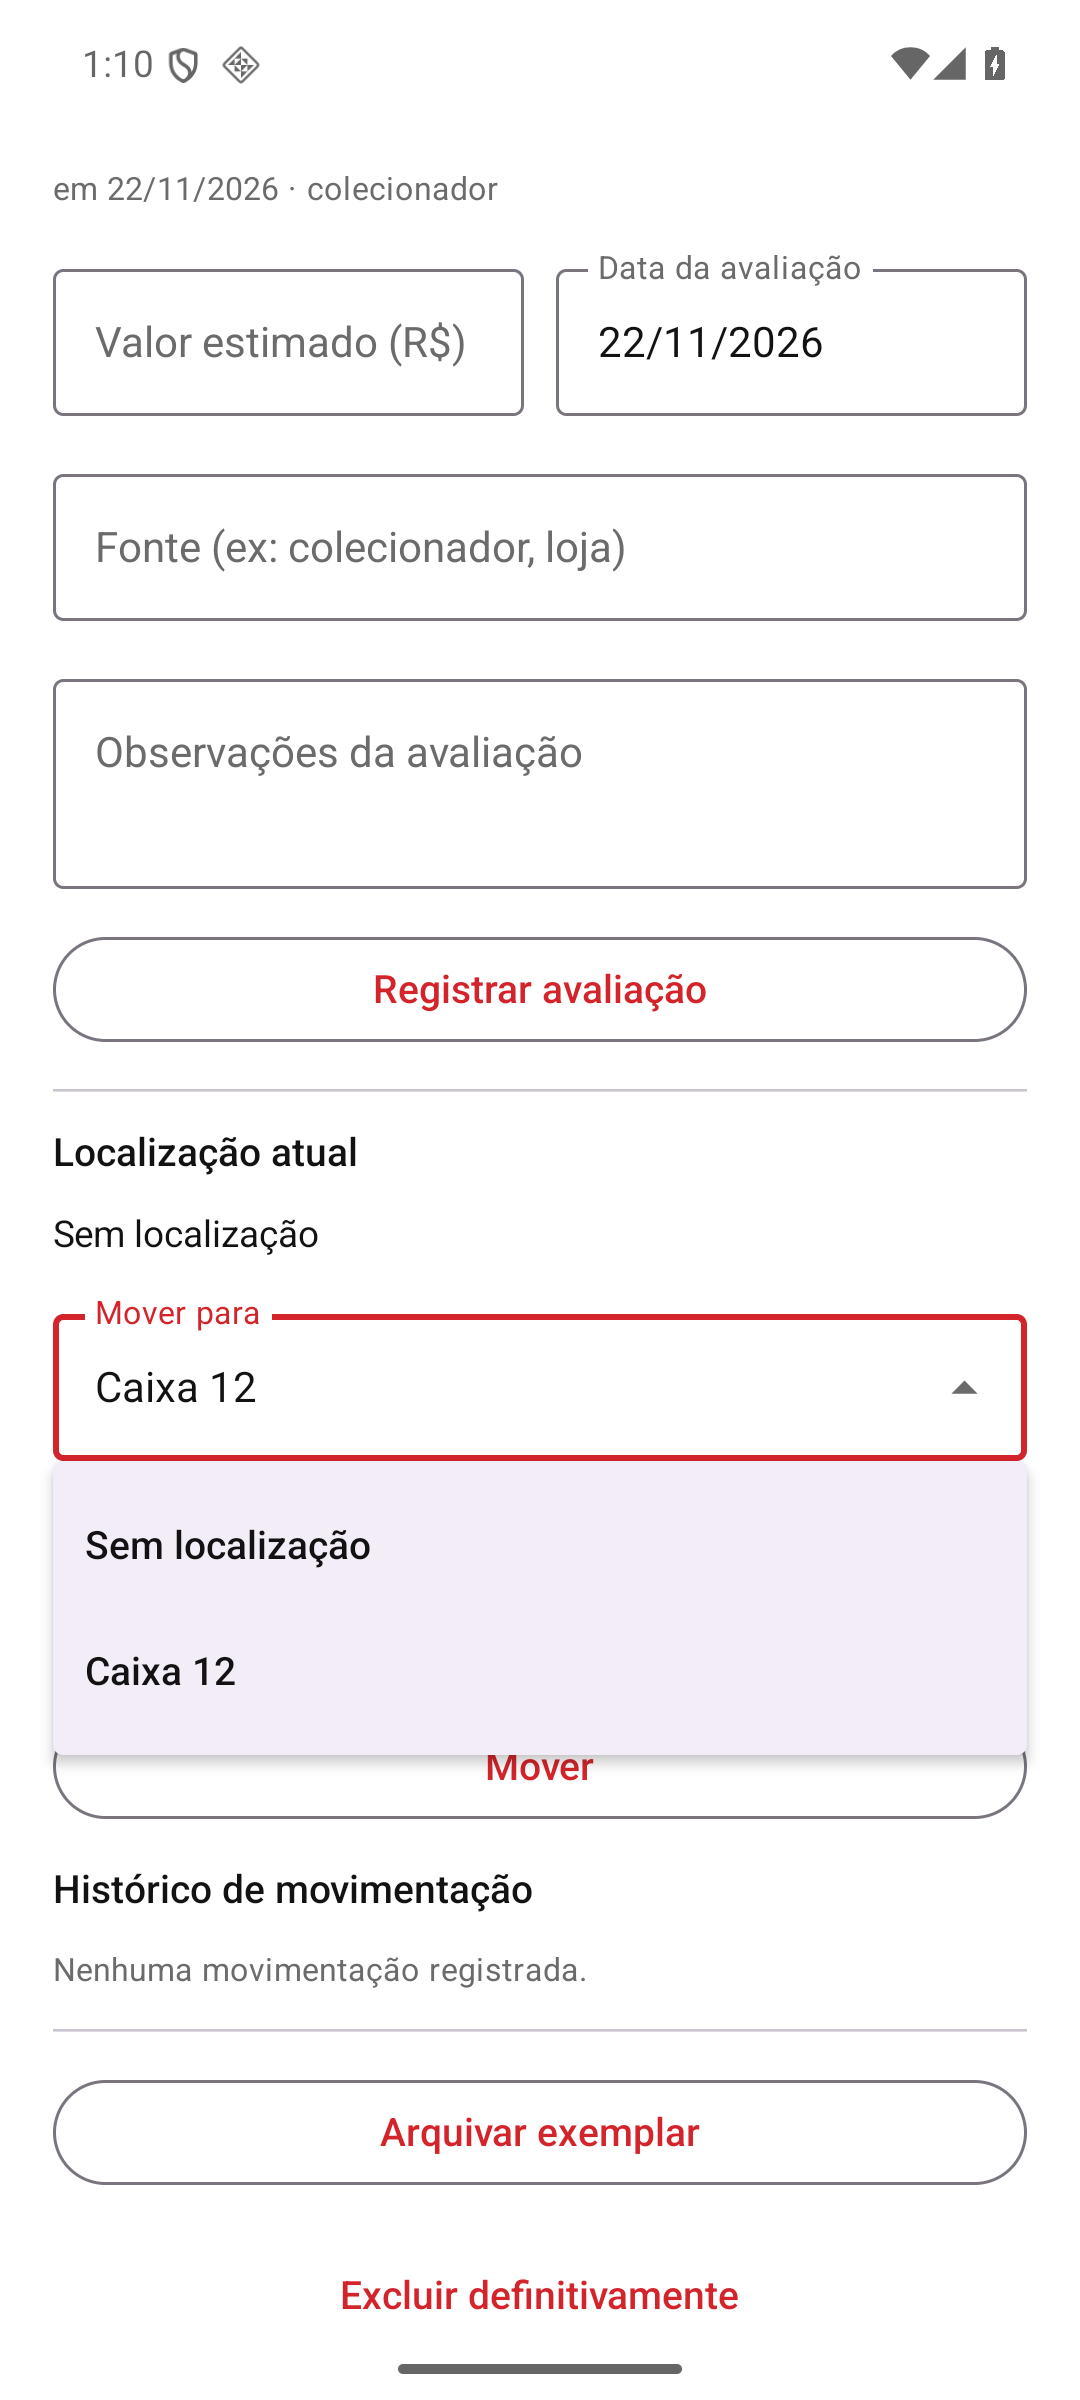 1:10
em 22/11/2026 · colecionador
Valor estimado (R$)
Data da avaliação
22/11/2026
Fonte (ex: colecionador, loja)
Observações da avaliação
Registrar avaliação
Localização atual
Sem localização
Mover para
Caixa 12
Sem localização
Caixa 12
Mover
Histórico de movimentação
Nenhuma movimentação registrada.
Arquivar exemplar
Excluir definitivamente